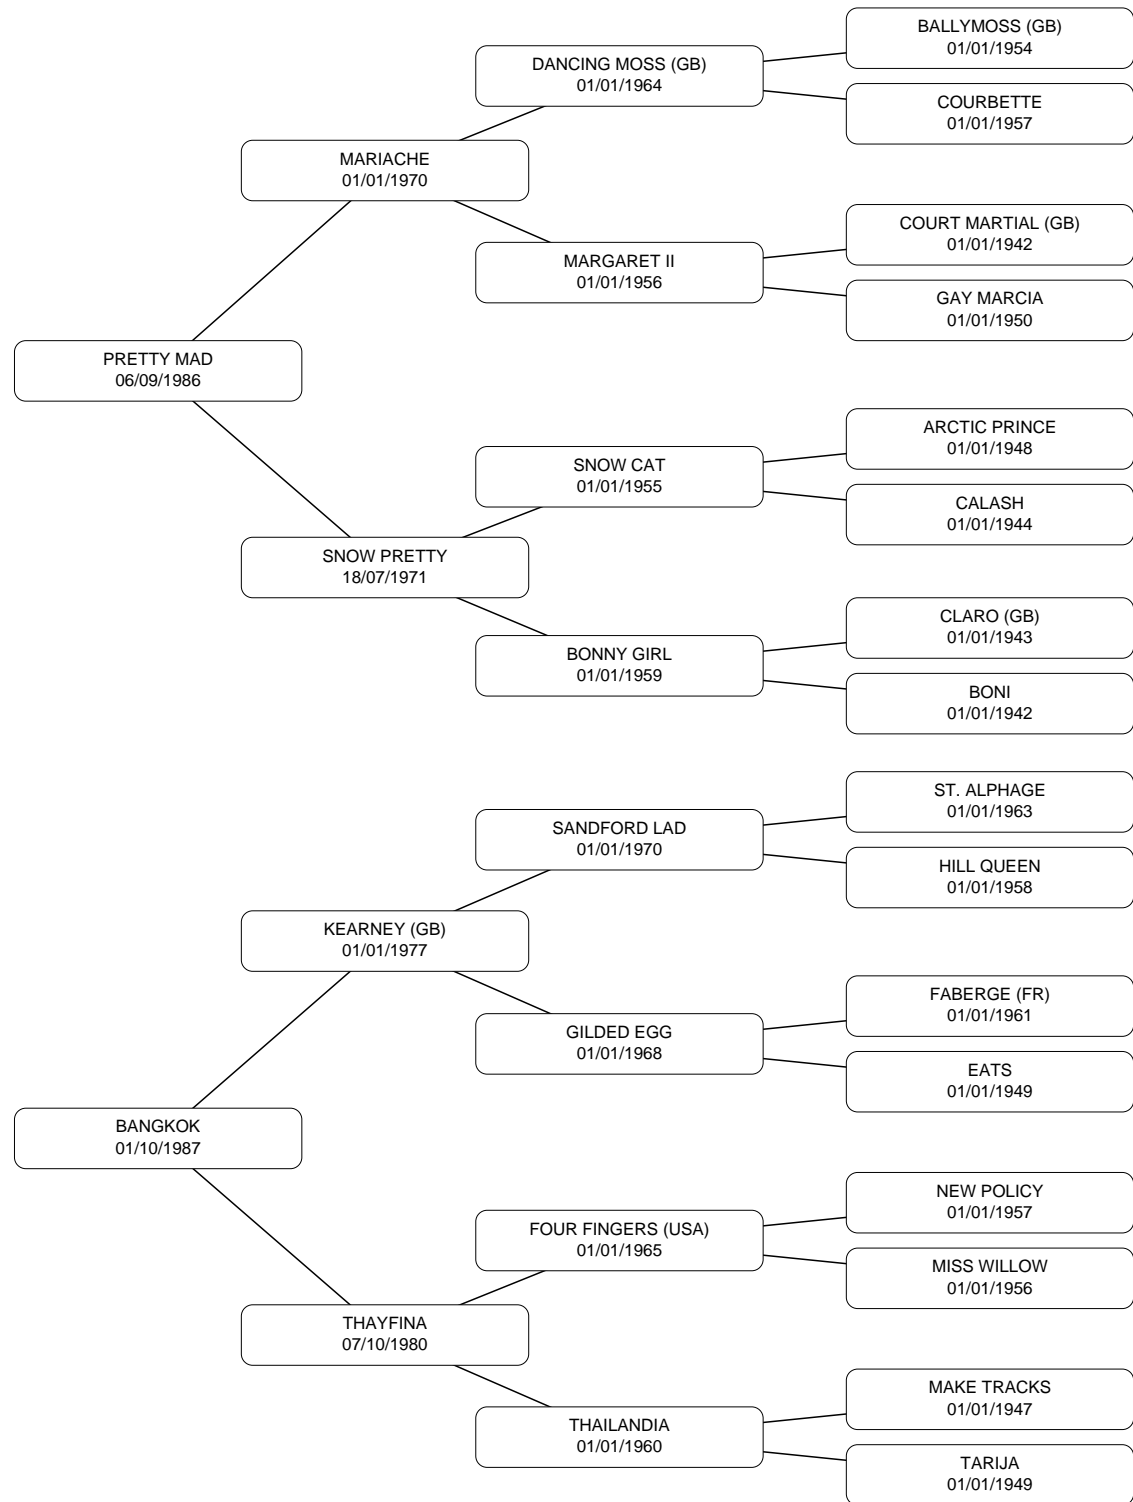 BALLYMOSS (GB)
01/01/1954
DANCING MOSS (GB)
01/01/1964
COURBETTE
01/01/1957
MARIACHE
01/01/1970
COURT MARTIAL (GB)
01/01/1942
MARGARET II
01/01/1956
GAY MARCIA
01/01/1950
PRETTY MAD
06/09/1986
ARCTIC PRINCE
01/01/1948
SNOW CAT
01/01/1955
CALASH
01/01/1944
SNOW PRETTY
18/07/1971
CLARO (GB)
01/01/1943
BONNY GIRL
01/01/1959
BONI
01/01/1942
ST. ALPHAGE
01/01/1963
SANDFORD LAD
01/01/1970
HILL QUEEN
01/01/1958
KEARNEY (GB)
01/01/1977
FABERGE (FR)
01/01/1961
GILDED EGG
01/01/1968
EATS
01/01/1949
BANGKOK
01/10/1987
NEW POLICY
01/01/1957
FOUR FINGERS (USA)
01/01/1965
MISS WILLOW
01/01/1956
THAYFINA
07/10/1980
MAKE TRACKS
01/01/1947
THAILANDIA
01/01/1960
TARIJA
01/01/1949